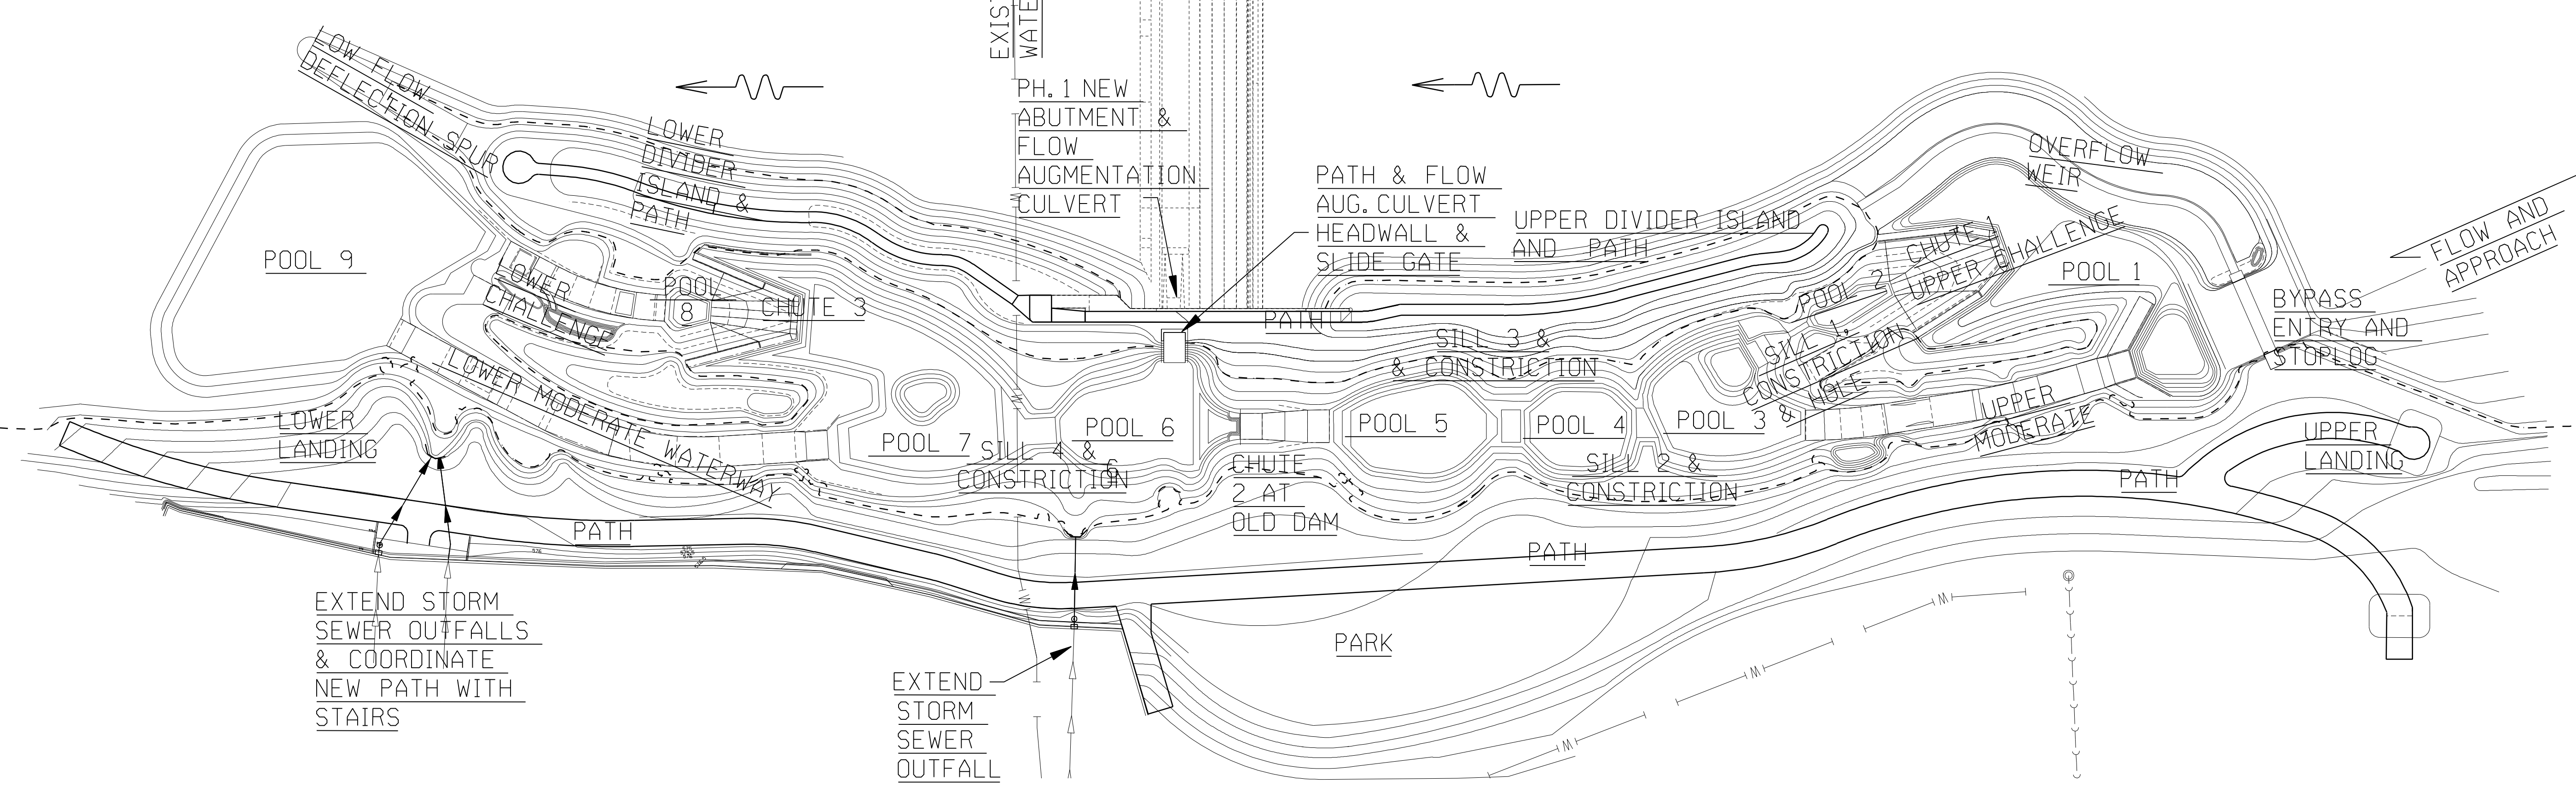 LOW FLOW
DEFLECTION SPUR
LOWER
DIVIDER
ISLAND &
PATH
EXIS
WATE
PH. 1 NEW
ABUTMENT &
FLOW
AUGMENTATION
CULVERT
PATH & FLOW
AUG. CULVERT
HEADWALL &
SLIDE GATE
UPPER DIVIDER ISLAND
AND PATH
OVERFLOW
WEIR
FLOW AND
APPROACH
POOL 9
LOWER
CHALLENGE
POOL
8
CHUTE 3
PATH
SILL 3 &
& CONSTRICTION
POOL 2
CHUTE 1
UPPER CHALLENGE
POOL 1
BYPASS
ENTRY AND
STOPLOG
SILL 1,
CONSTRICTION
& HOLE
LOWER MODERATE WATERWAY
LOWER
LANDING
POOL 7
SILL 4 &
CONSTRICTION
6
POOL 6
CHUTE
2 AT
OLD DAM
POOL 5
POOL 4
SILL 2 &
CONSTRICTION
POOL 3
UPPER
MODERATE
UPPER
LANDING
PATH
PATH
PATH
EXTEND STORM
SEWER OUTFALLS
& COORDINATE
NEW PATH WITH
STAIRS
EXTEND
STORM
SEWER
OUTFALL
PARK
W
W
W